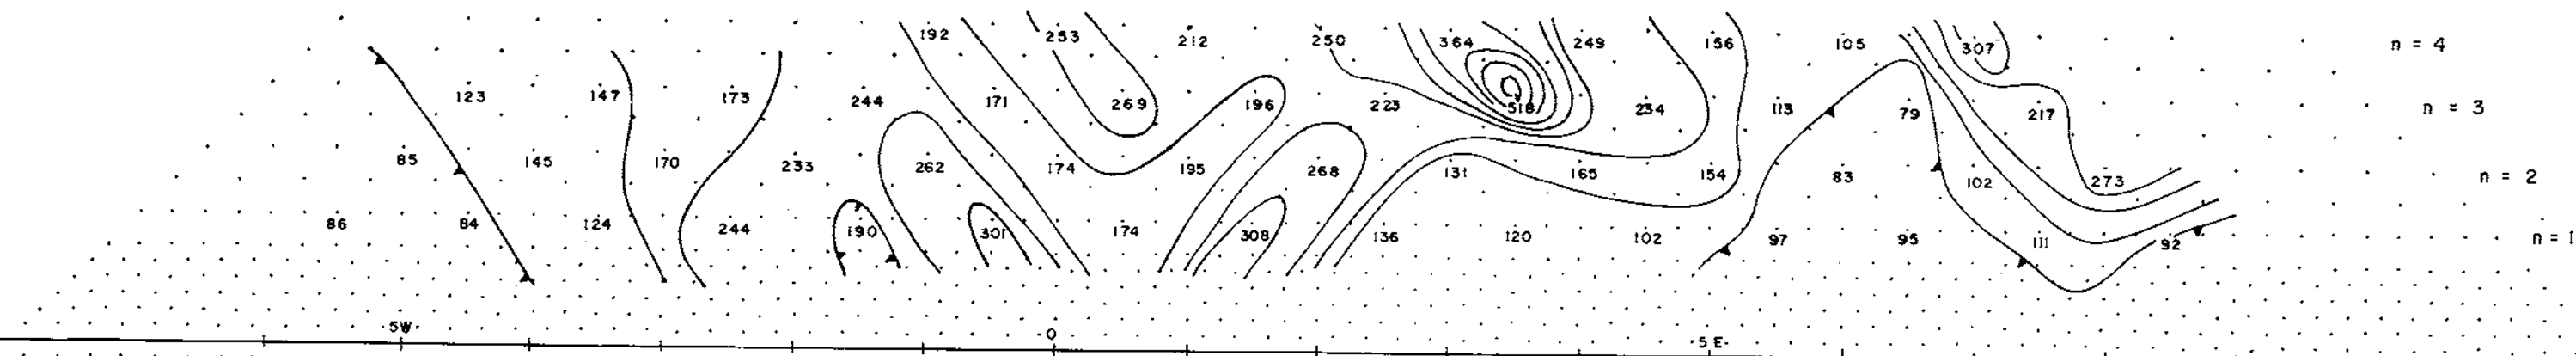 192 253 212 250 364 249 156 105 307 n = 4
123 147 173 244 171 269 196 223 518 234 113 79 217 n = 3
85 145 170 233 262 174 195 268 131 165 154 83 102 273 n = 2
86 84 124 244 190 301 174 308 136 120 102 97 95 111 92 n = 1
5W 0 5 E